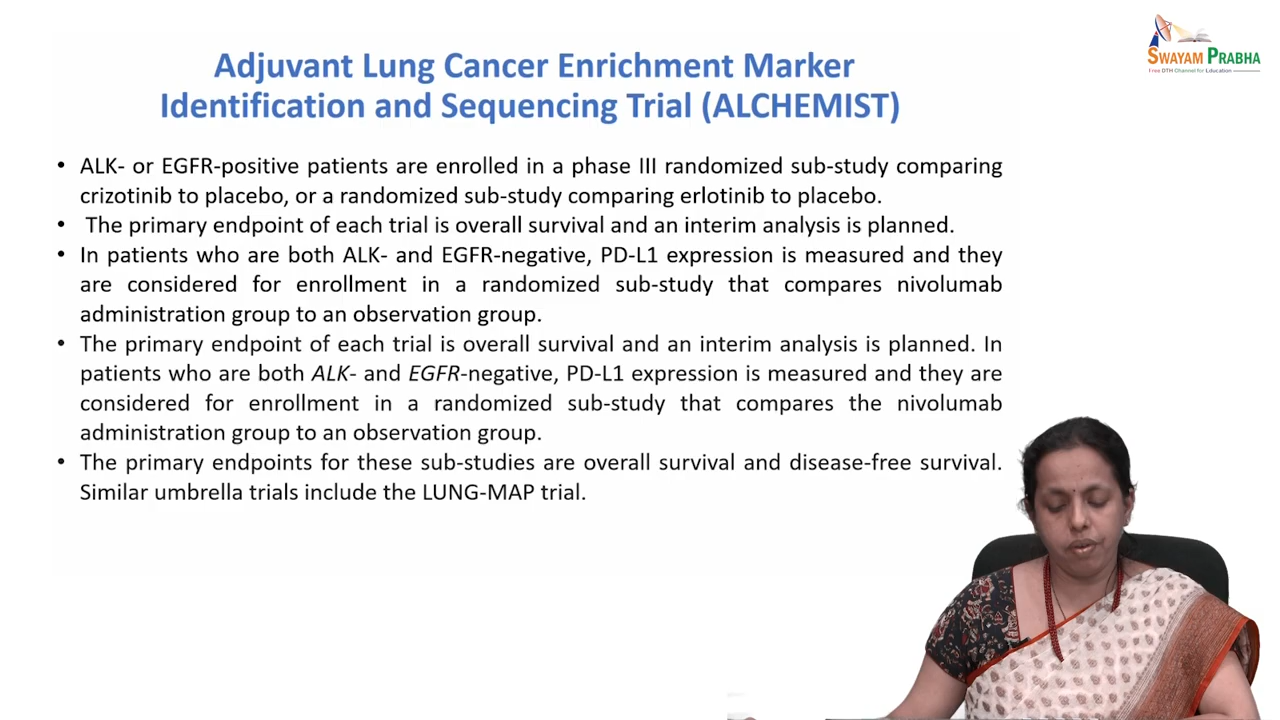 SWAYAM PRABHA
Free DTH Channel for Education
Adjuvant Lung Cancer Enrichment Marker
Identification and Sequencing Trial (ALCHEMIST)
• ALK- or EGFR-positive patients are enrolled in a phase III randomized sub-study comparing
crizotinib to placebo, or a randomized sub-study comparing erlotinib to placebo.
• The primary endpoint of each trial is overall survival and an interim analysis is planned.
• In patients who are both ALK- and EGFR-negative, PD-L1 expression is measured and they
are considered for enrollment in a randomized sub-study that compares nivolumab
administration group to an observation group.
• The primary endpoint of each trial is overall survival and an interim analysis is planned. In
patients who are both ALK- and EGFR-negative, PD-L1 expression is measured and they are
considered for enrollment in a randomized sub-study that compares the nivolumab
administration group to an observation group.
• The primary endpoints for these sub-studies are overall survival and disease-free survival.
Similar umbrella trials include the LUNG-MAP trial.